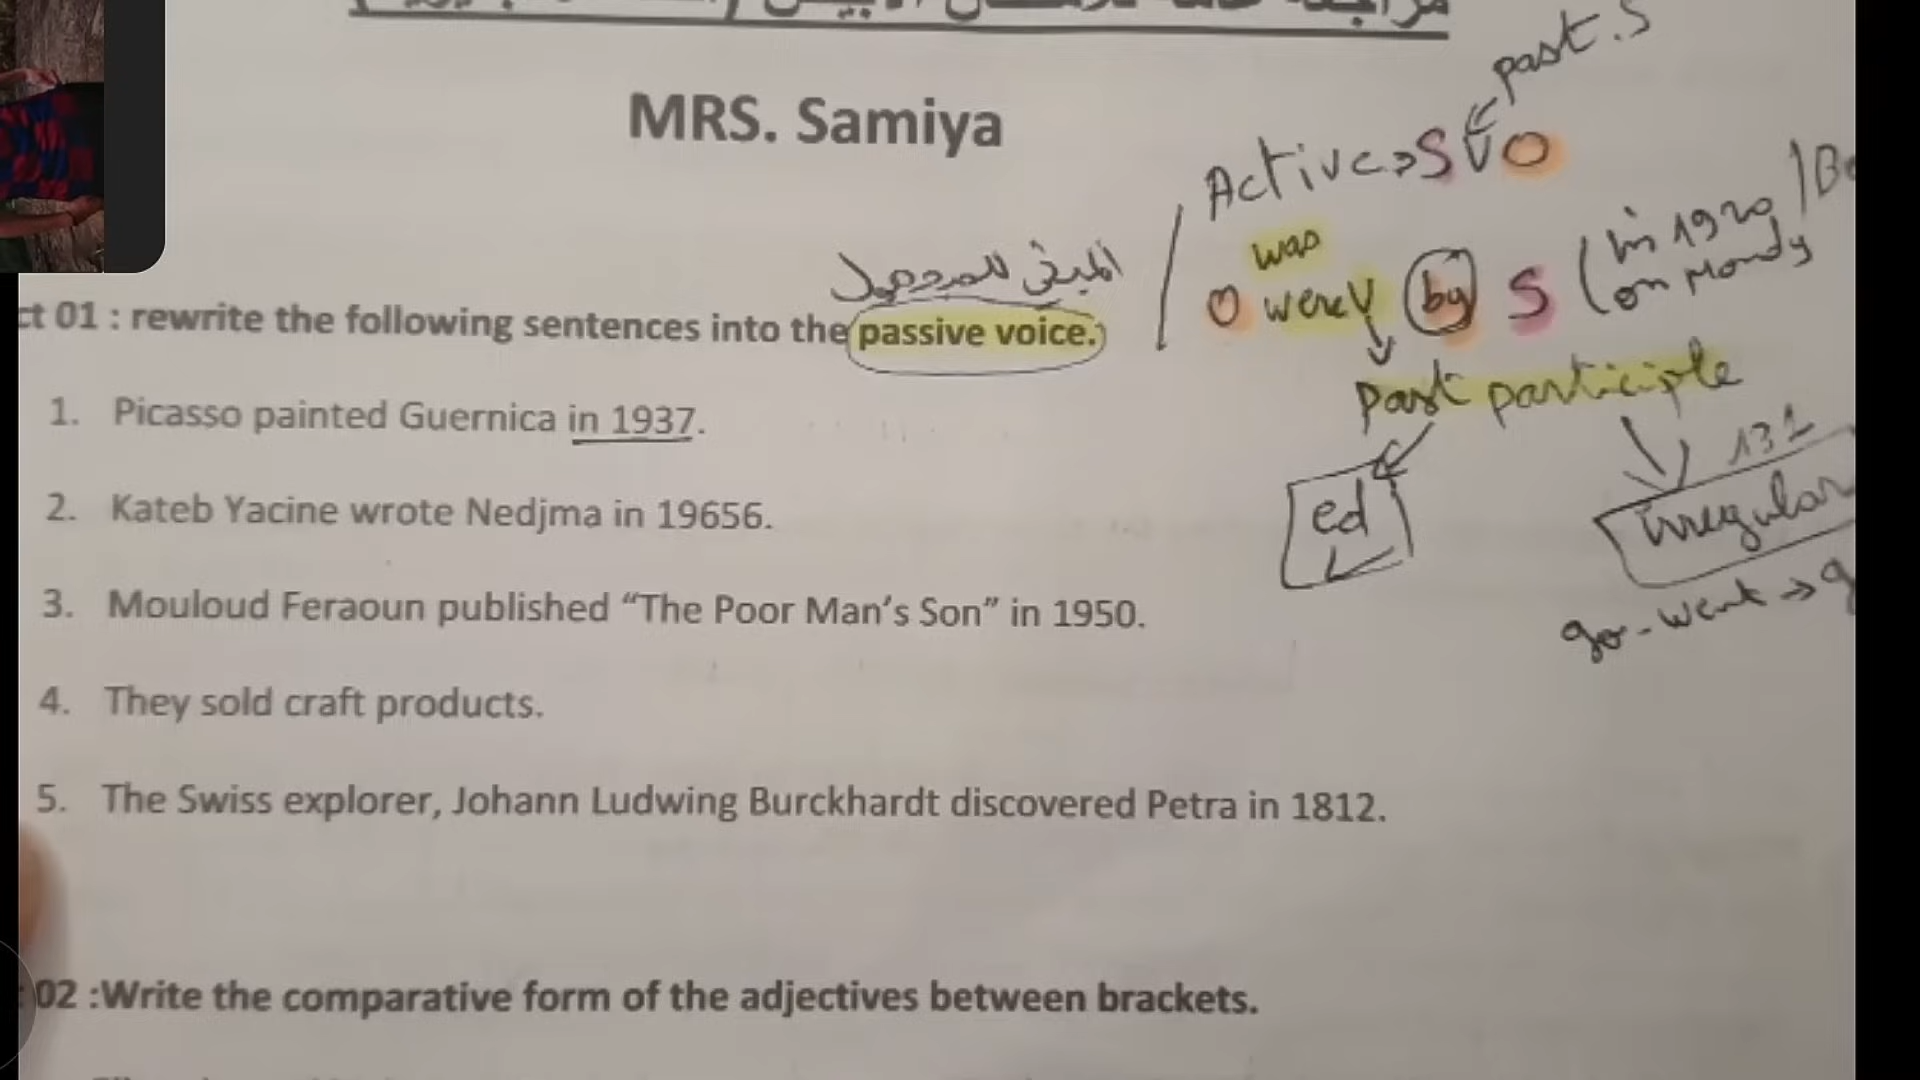 MRS. Samiya
past.S
Active => S V O
was
O were V by S ( in 1920
on Monday
المبني للمجهول
ct 01 : rewrite the following sentences into the passive voice.
past participle
1. Picasso painted Guernica in 1937.
131
ed
irregular
2. Kateb Yacine wrote Nedjma in 19656.
go - went →
3. Mouloud Feraoun published “The Poor Man’s Son” in 1950.
4. They sold craft products.
5. The Swiss explorer, Johann Ludwing Burckhardt discovered Petra in 1812.
02 :Write the comparative form of the adjectives between brackets.